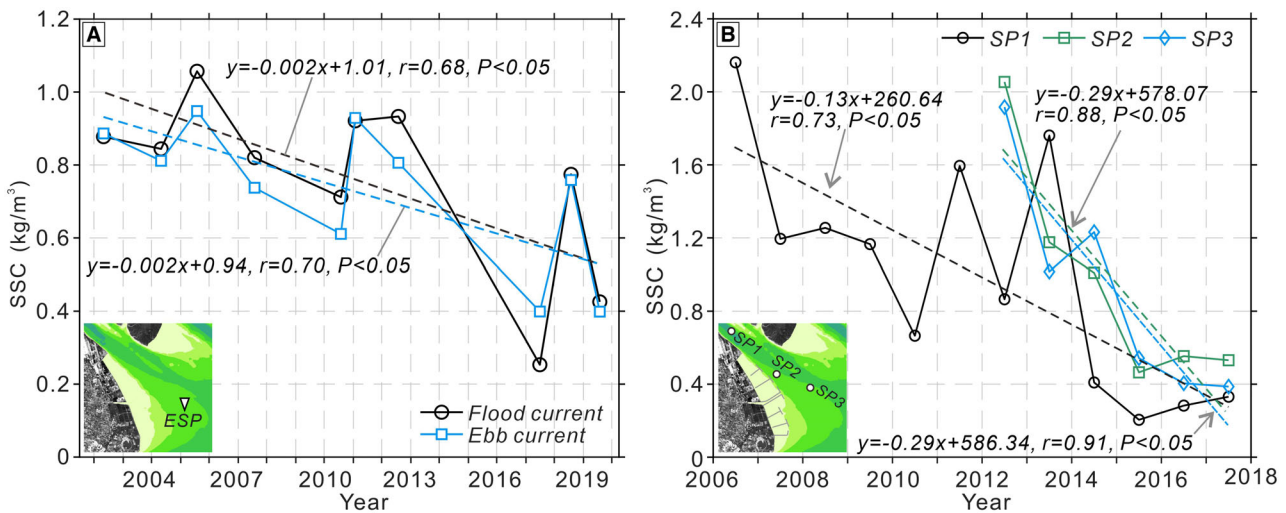 A
1.2
1.0
0.8
0.6
0.4
0.2
0
SSC (kg/m³)
y=-0.002x+1.01, r=0.68, P<0.05
y=-0.002x+0.94, r=0.70, P<0.05
ESP
Flood current
Ebb current
2004 2007 2010 2013 2016 2019
Year
B
2.4
2.0
1.6
1.2
0.8
0.4
0
SSC (kg/m³)
SP1 SP2 SP3
y=-0.13x+260.64
r=0.73, P<0.05
y=-0.29x+578.07
r=0.88, P<0.05
SP1
SP2
SP3
y=-0.29x+586.34, r=0.91, P<0.05
2006 2008 2010 2012 2014 2016 2018
Year